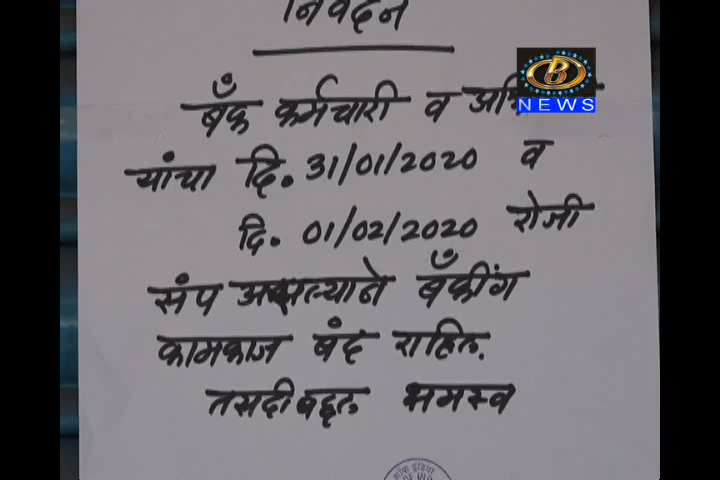 निवेदन
बँक कर्मचारी व
यांचा दि. 31/01/2020 व
दि. 01/02/2020 रोजी
संप असल्याने बँकींग
कामकाज बंद राहिल.
तसदीबद्दल क्षमस्व
B
NEWS